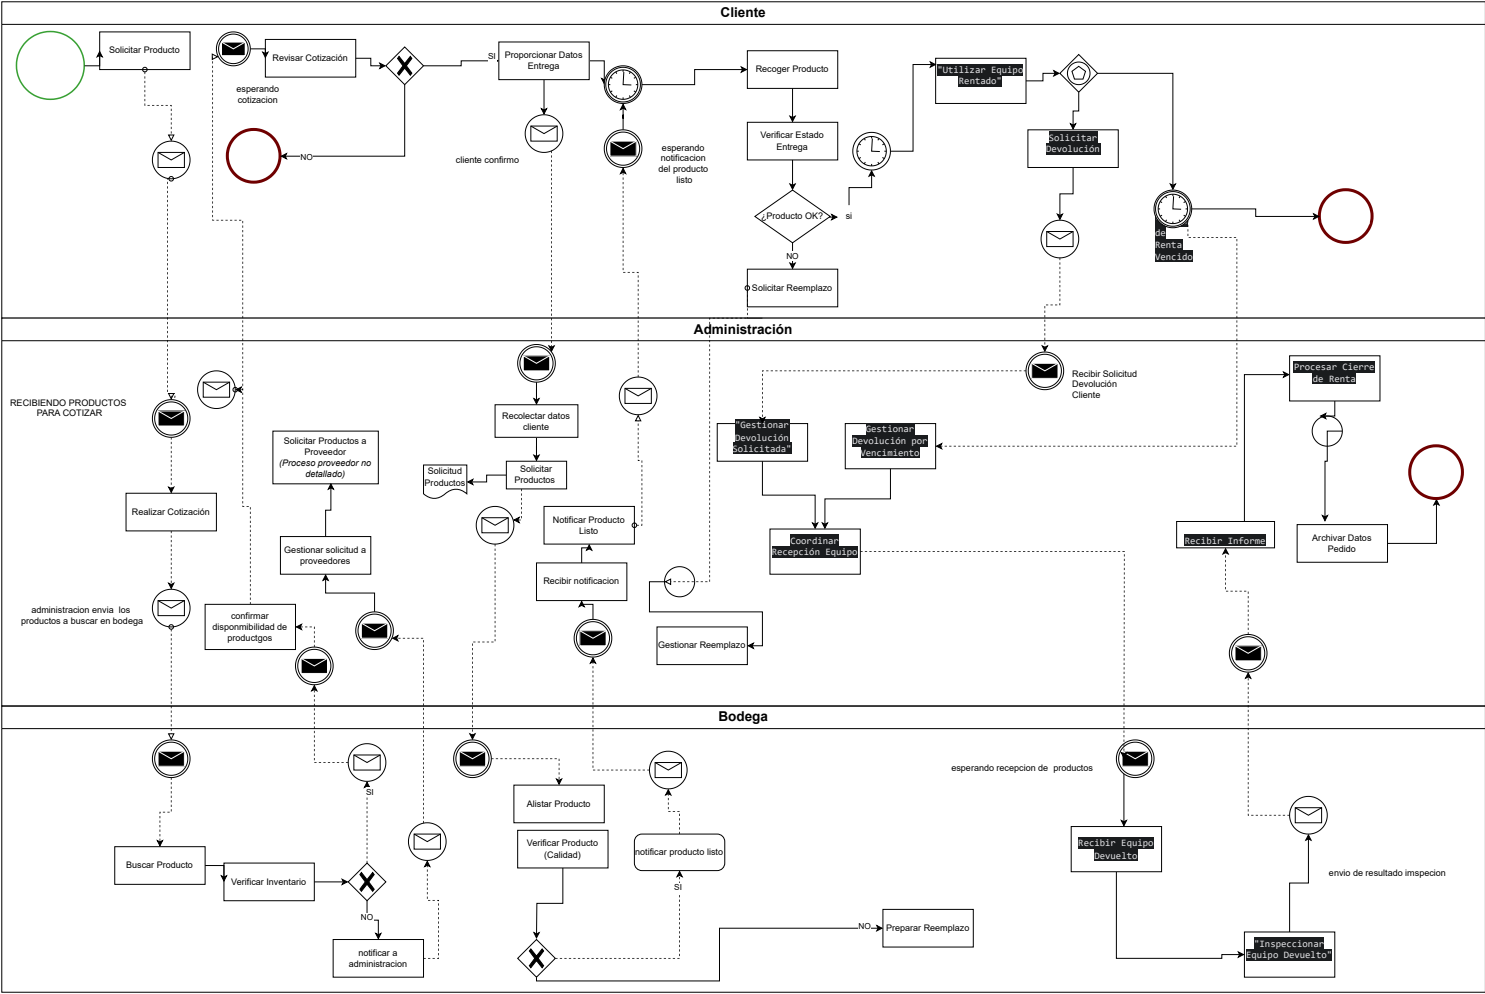 Cliente
Solicitar Producto
Revisar Cotización
esperando
cotizacion
NO
SI
Proporcionar Datos
Entrega
cliente confirmo
esperando
notificacion
del producto
listo
Recoger Producto
Verificar Estado
Entrega
¿Producto OK?
si
NO
Solicitar Reemplazo
"Utilizar Equipo
Rentado"
Solicitar
Devolución
de
Renta
Vencido
Administración
RECIBIENDO PRODUCTOS
PARA COTIZAR
Realizar Cotización
administracion envia los
productos a buscar en bodega
Solicitar Productos a
Proveedor
(Proceso proveedor no
detallado)
Gestionar solicitud a
proveedores
confirmar
disponmibilidad de
productgos
Recolectar datos
cliente
Solicitar
Productos
Solicitud
Productos
Notificar Producto
Listo
Recibir notificacion
Gestionar Reemplazo
"Gestionar
Devolución
Solicitada"
Gestionar
Devolución por
Vencimiento
Coordinar
Recepción Equipo
Recibir Solicitud
Devolución
Cliente
Procesar Cierre
de Renta
Recibir Informe
Archivar Datos
Pedido
Bodega
Buscar Producto
Verificar Inventario
SI
NO
notificar a
administracion
Alistar Producto
Verificar Producto
(Calidad)
notificar producto listo
SI
NO
Preparar Reemplazo
esperando recepcion de productos
Recibir Equipo
Devuelto
"Inspeccionar
Equipo Devuelto"
envio de resultado imspecion